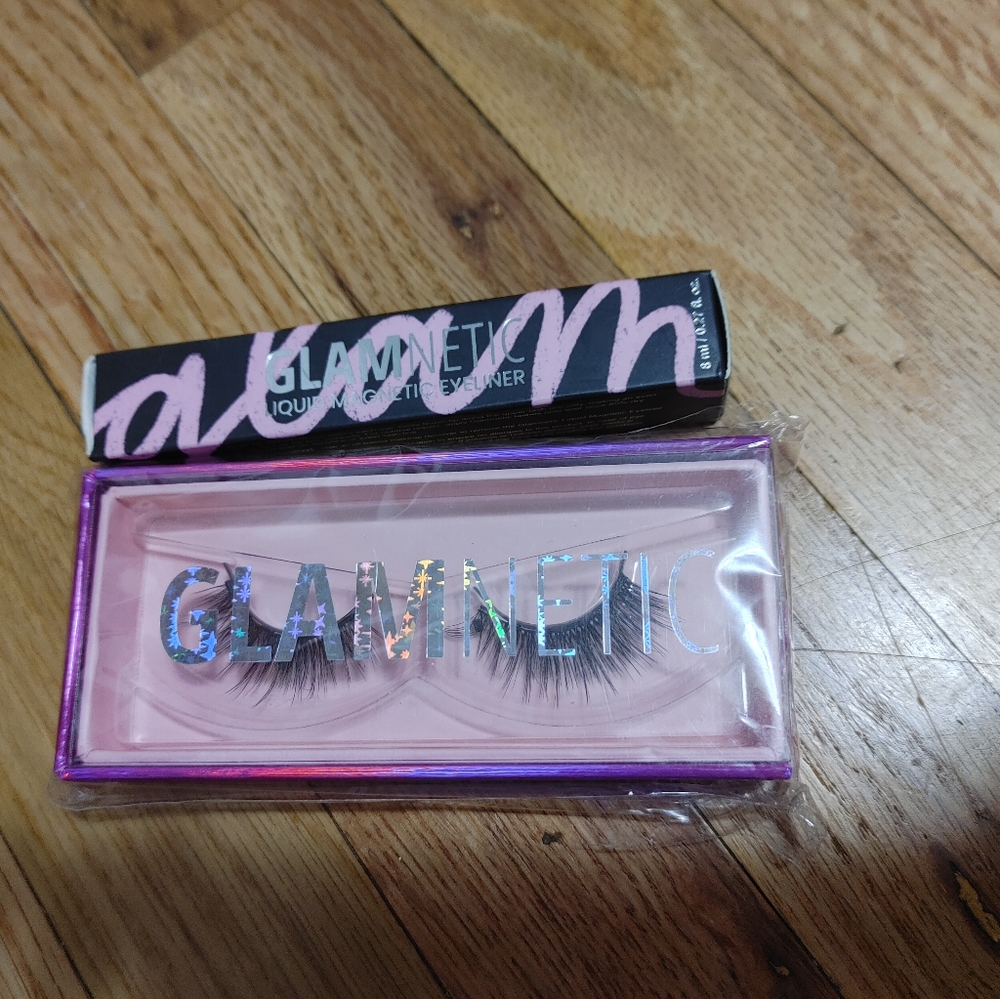 glam
GLAMNETIC
LIQUID MAGNETIC EYELINER
8 ml / 0.27 fl. oz.
GLAMNETIC